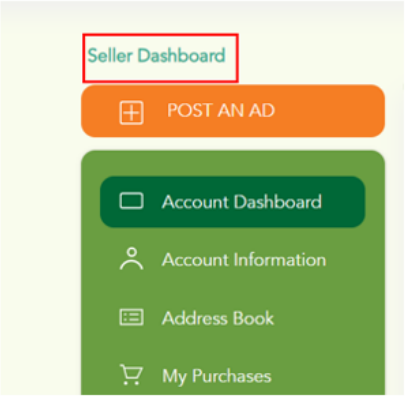 Seller Dashboard
POST AN AD
Account Dashboard
Account Information
Address Book
My Purchases